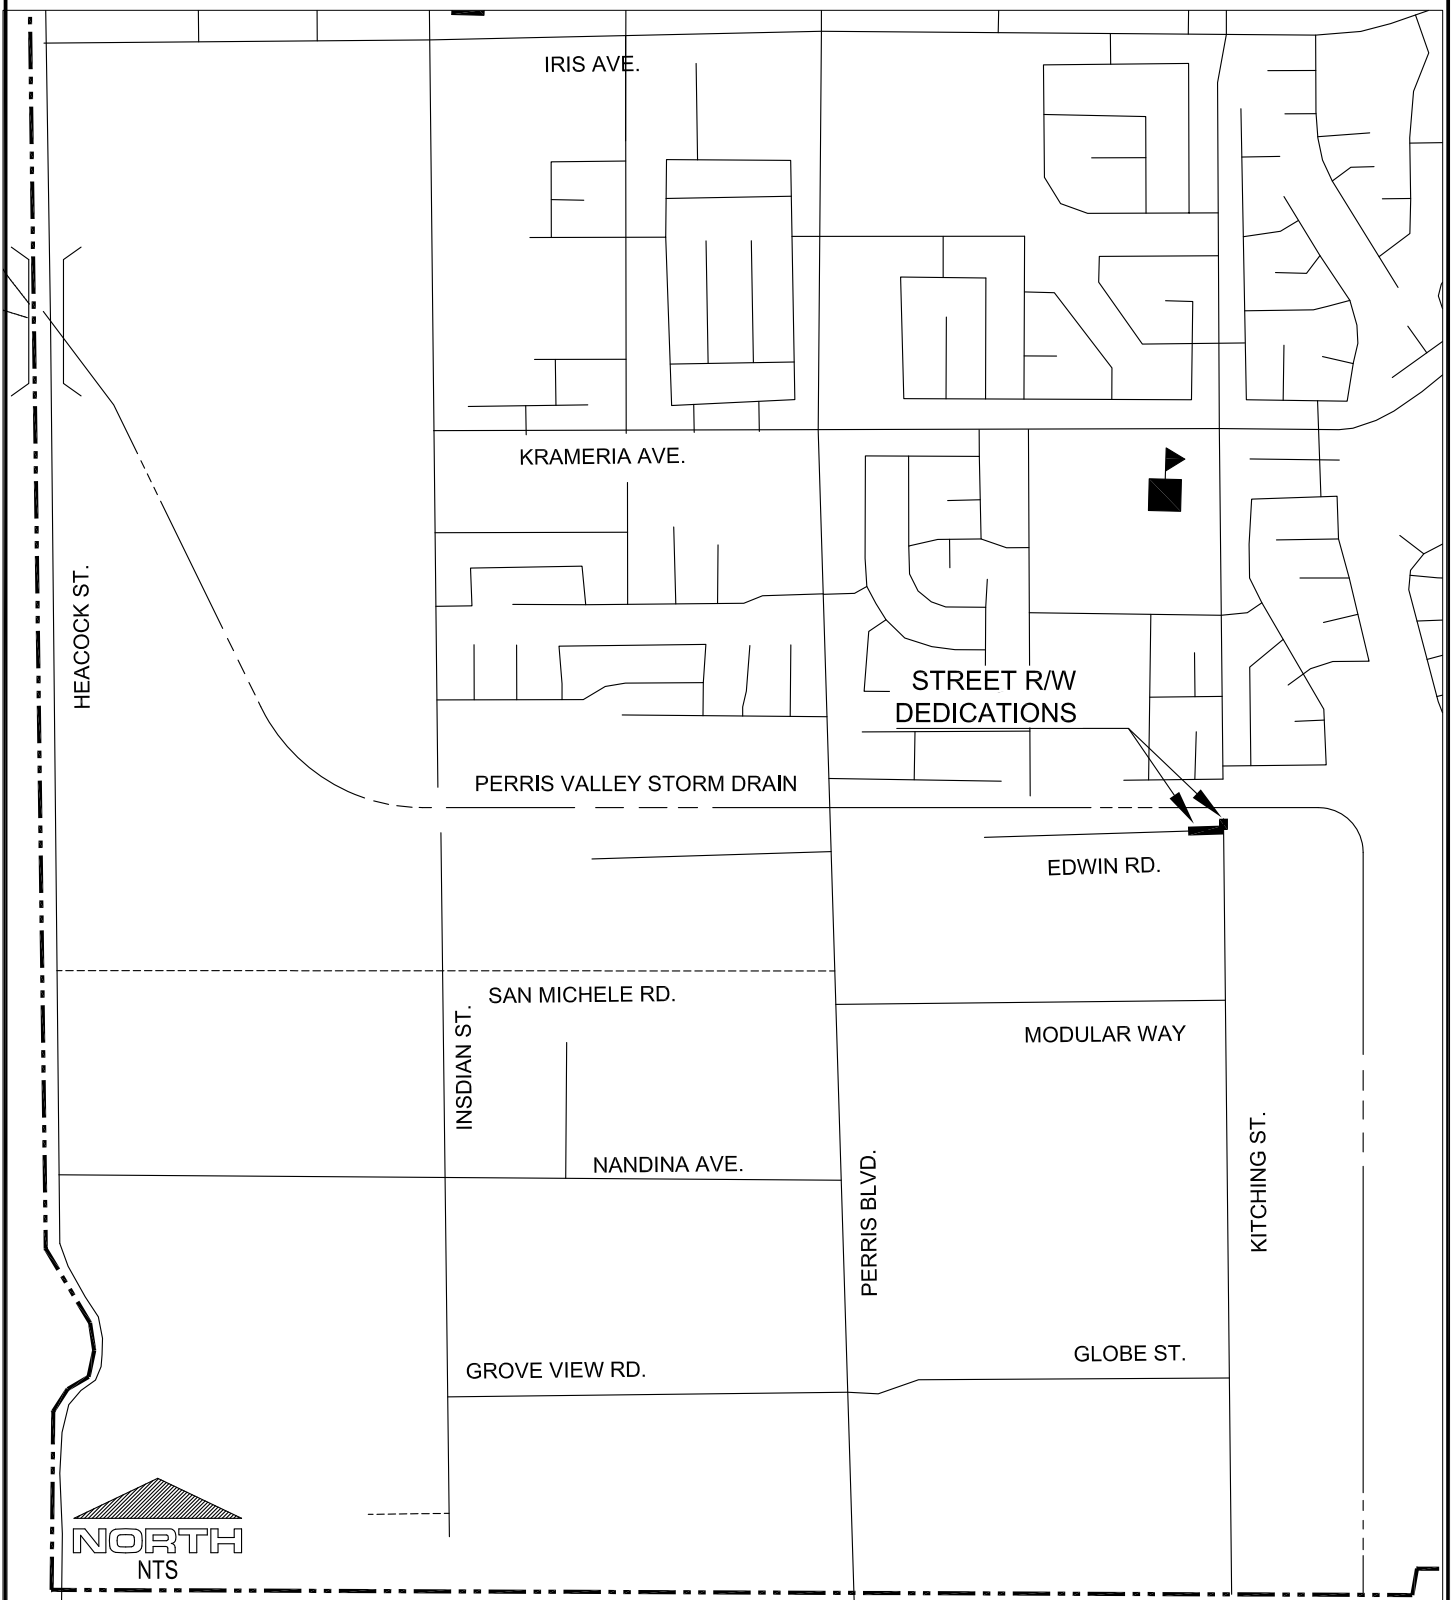 IRIS AVE.
KRAMERIA AVE.
HEACOCK ST.
STREET R/W
DEDICATIONS
PERRIS VALLEY STORM DRAIN
EDWIN RD.
SAN MICHELE RD.
INSDIAN ST.
MODULAR WAY
NANDINA AVE.
PERRIS BLVD.
KITCHING ST.
GLOBE ST.
GROVE VIEW RD.
NORTH
NTS